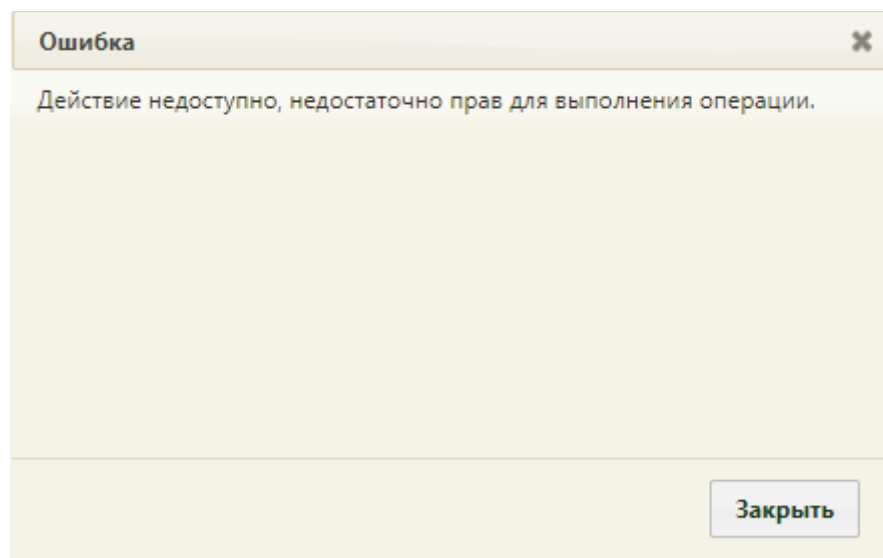 Ошибка
Действие недоступно, недостаточно прав для выполнения операции.
Закрыть